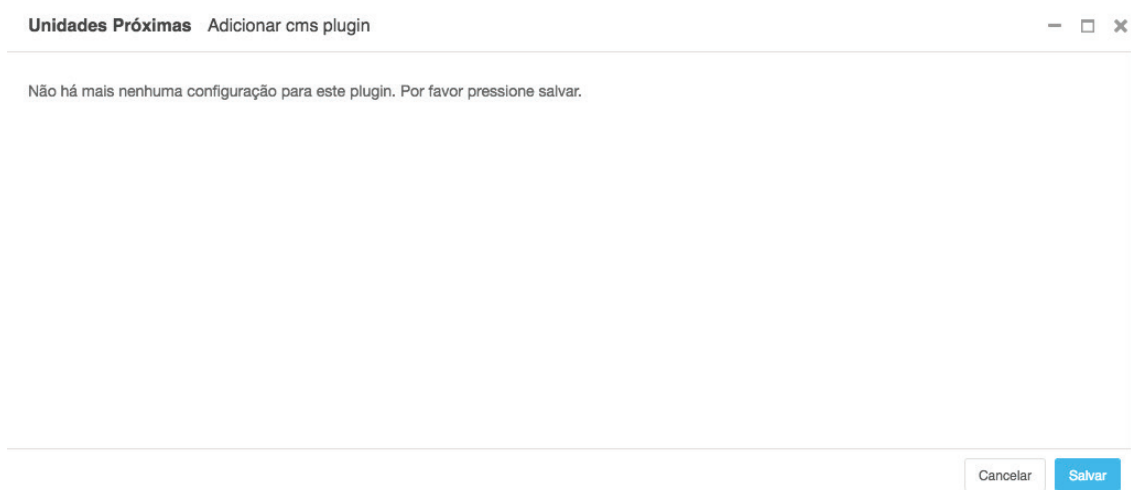 Unidades Próximas Adicionar cms plugin
Não há mais nenhuma configuração para este plugin. Por favor pressione salvar.
Cancelar Salvar